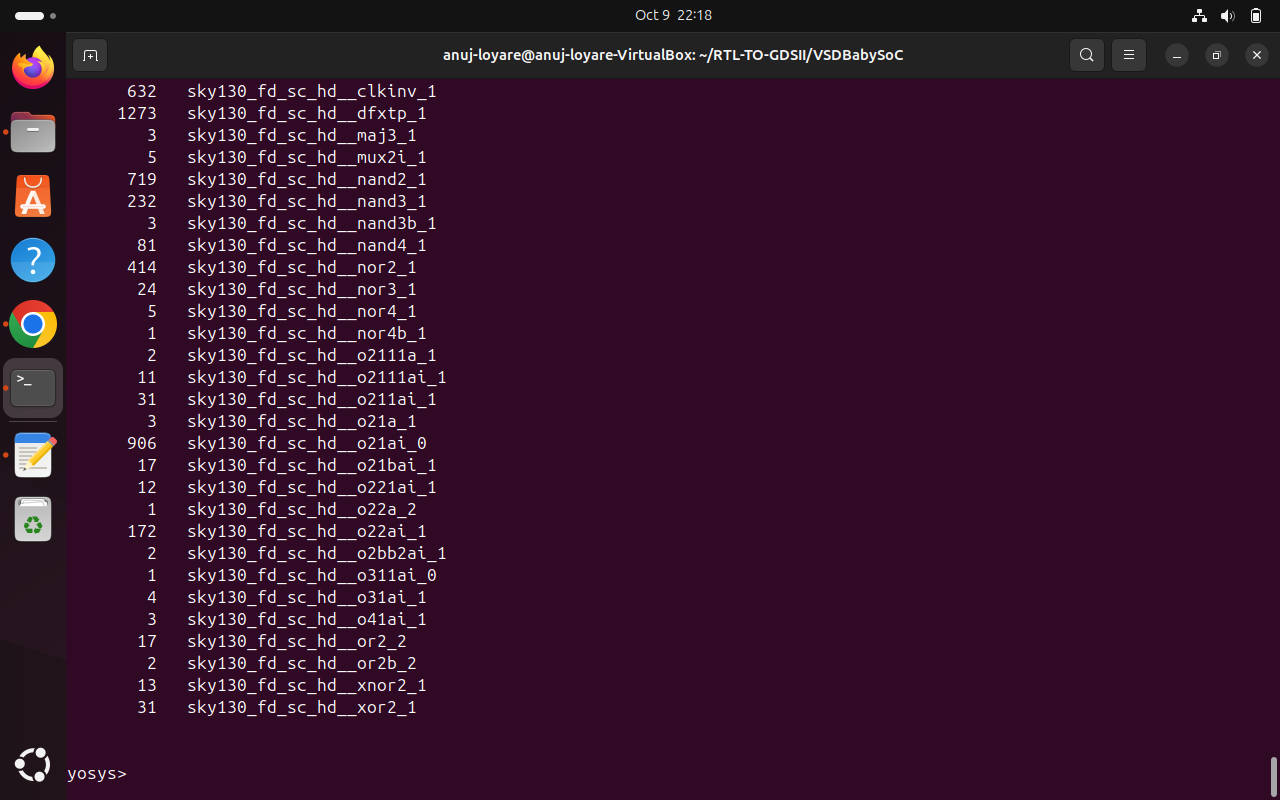 Oct 9 22:18
anuj-loyare@anuj-loyare-VirtualBox: ~/RTL-TO-GDSII/VSDBabySoC
632 sky130_fd_sc_hd__clkinv_1
1273 sky130_fd_sc_hd__dfxtp_1
3 sky130_fd_sc_hd__maj3_1
5 sky130_fd_sc_hd__mux2i_1
719 sky130_fd_sc_hd__nand2_1
232 sky130_fd_sc_hd__nand3_1
3 sky130_fd_sc_hd__nand3b_1
81 sky130_fd_sc_hd__nand4_1
414 sky130_fd_sc_hd__nor2_1
24 sky130_fd_sc_hd__nor3_1
5 sky130_fd_sc_hd__nor4_1
1 sky130_fd_sc_hd__nor4b_1
2 sky130_fd_sc_hd__o2111a_1
11 sky130_fd_sc_hd__o2111ai_1
31 sky130_fd_sc_hd__o211ai_1
3 sky130_fd_sc_hd__o21a_1
906 sky130_fd_sc_hd__o21ai_0
17 sky130_fd_sc_hd__o21bai_1
12 sky130_fd_sc_hd__o221ai_1
1 sky130_fd_sc_hd__o22a_2
172 sky130_fd_sc_hd__o22ai_1
2 sky130_fd_sc_hd__o2bb2ai_1
1 sky130_fd_sc_hd__o311ai_0
4 sky130_fd_sc_hd__o31ai_1
3 sky130_fd_sc_hd__o41ai_1
17 sky130_fd_sc_hd__or2_2
2 sky130_fd_sc_hd__or2b_2
13 sky130_fd_sc_hd__xnor2_1
31 sky130_fd_sc_hd__xor2_1
yosys>